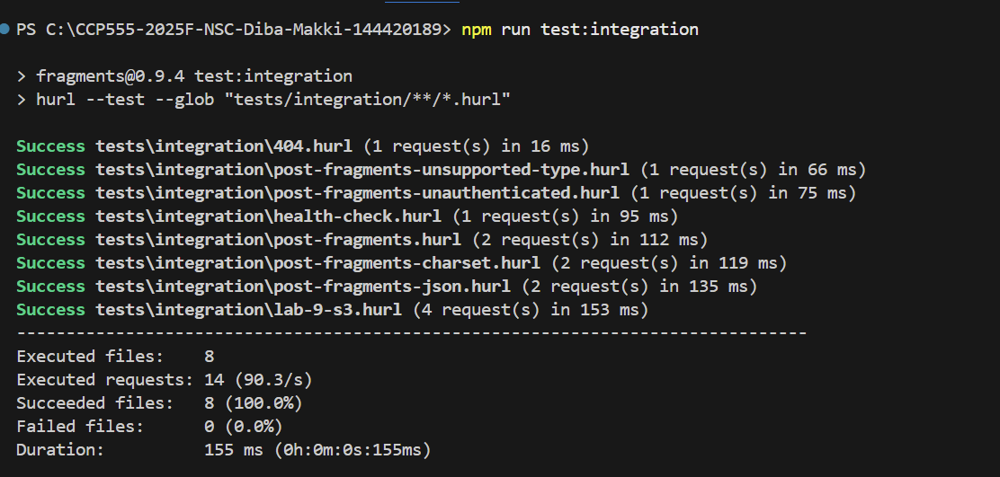 PS C:\CCP555-2025F-NSC-Diba-Makki-144420189> npm run test:integration
> fragments@0.9.4 test:integration
> hurl --test --glob "tests/integration/**/*.hurl"
Success tests\integration\404.hurl (1 request(s) in 16 ms)
Success tests\integration\post-fragments-unsupported-type.hurl (1 request(s) in 66 ms)
Success tests\integration\post-fragments-unauthenticated.hurl (1 request(s) in 75 ms)
Success tests\integration\health-check.hurl (1 request(s) in 95 ms)
Success tests\integration\post-fragments.hurl (2 request(s) in 112 ms)
Success tests\integration\post-fragments-charset.hurl (2 request(s) in 119 ms)
Success tests\integration\post-fragments-json.hurl (2 request(s) in 135 ms)
Success tests\integration\lab-9-s3.hurl (4 request(s) in 153 ms)
--------------------------------------------------------------------------------
Executed files:    8
Executed requests: 14 (90.3/s)
Succeeded files:   8 (100.0%)
Failed files:      0 (0.0%)
Duration:          155 ms (0h:0m:0s:155ms)